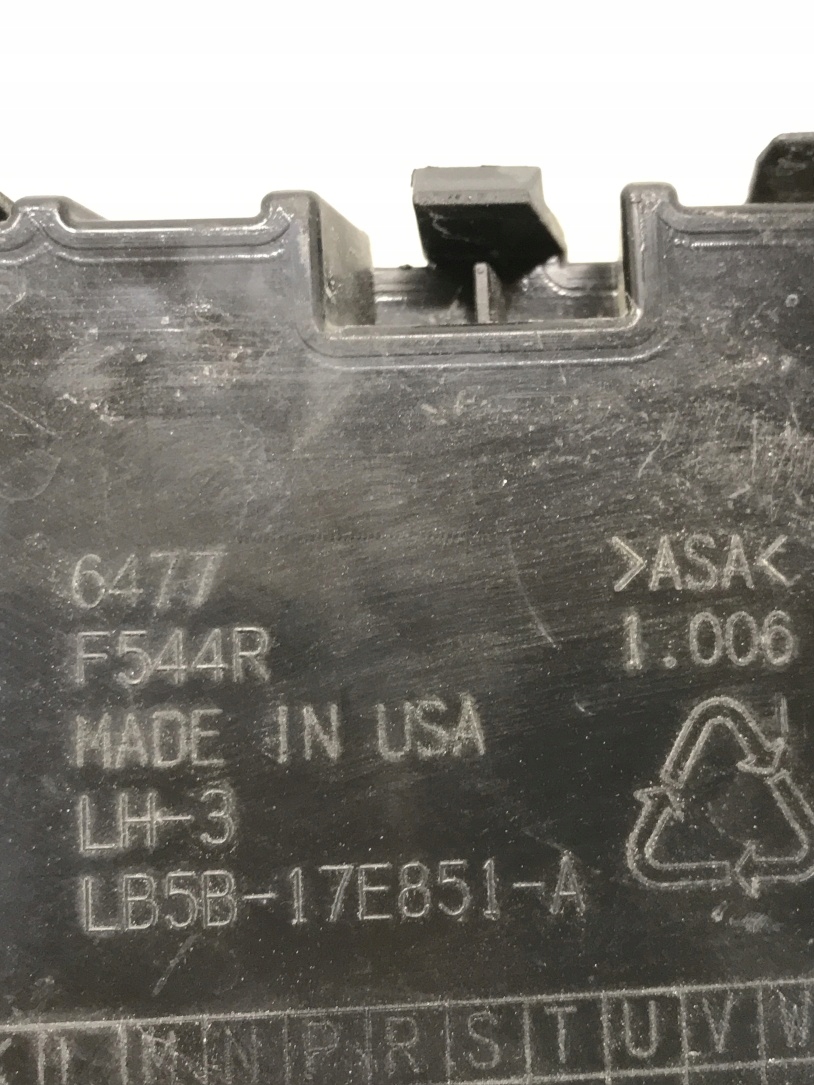 6477
F544R
MADE IN USA
LH-3
LB5B-17E851-A
>ASA<
1.006
L M N P R S T U V W